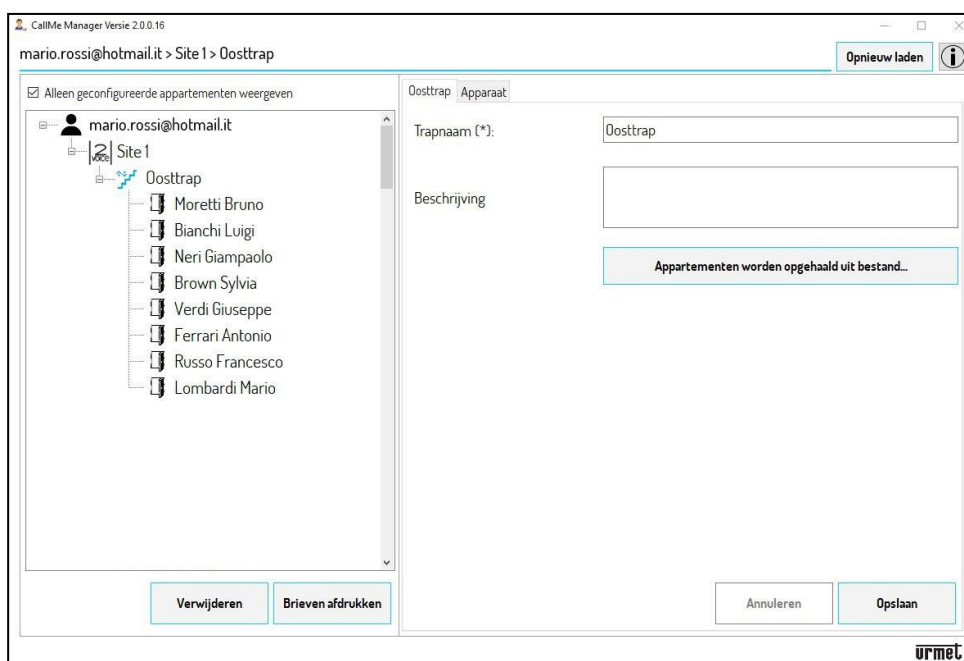 CallMe Manager Versie 2.0.0.16
mario.rossi@hotmail.it > Site 1 > Oosttrap
Opnieuw laden
i
Alleen geconfigureerde appartementen weergeven
mario.rossi@hotmail.it
2 voice Site 1
Oosttrap
Moretti Bruno
Bianchi Luigi
Neri Giampaolo
Brown Sylvia
Verdi Giuseppe
Ferrari Antonio
Russo Francesco
Lombardi Mario
Verwijderen
Brieven afdrukken
Oosttrap Apparaat
Trapnaam (*): Oosttrap
Beschrijving
Appartementen worden opgehaald uit bestand...
Annuleren
Opslaan
urmet